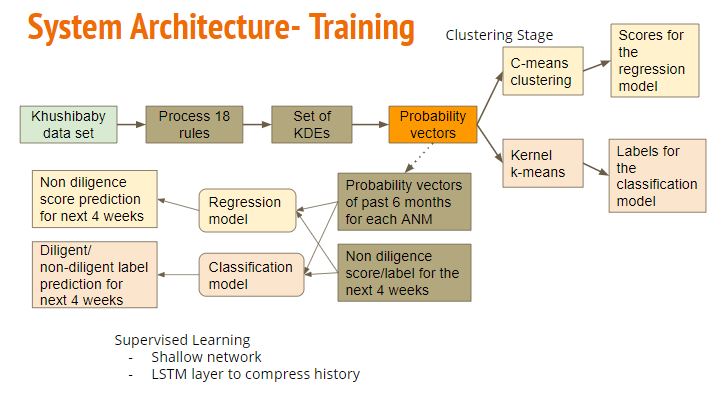 System Architecture- Training
Clustering Stage
Khushibaby
data set
Process 18
rules
Set of
KDEs
Probability
vectors
C-means
clustering
Scores for
the
regression
model
Kernel
k-means
Labels for
the
classification
model
Non diligence
score prediction
for next 4 weeks
Regression
model
Probability vectors
of past 6 months
for each ANM
Diligent/
non-diligent label
prediction for
next 4 weeks
Classification
model
Non diligence
score/label for the
next 4 weeks
Supervised Learning
- Shallow network
- LSTM layer to compress history